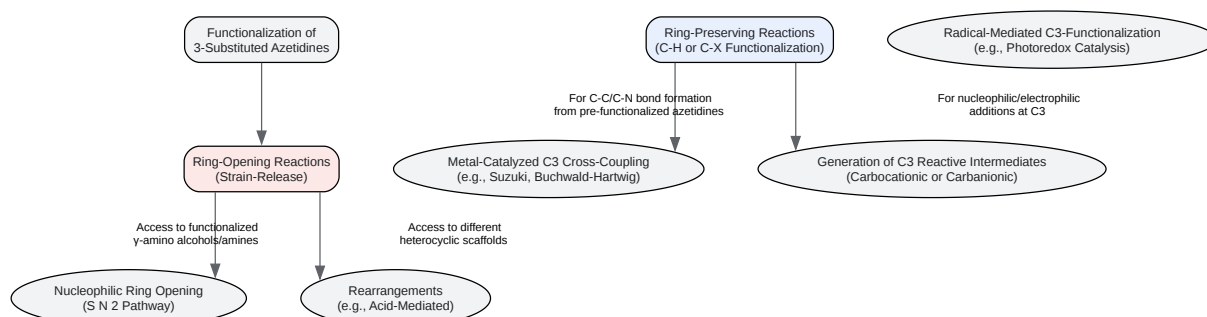 Functionalization of
3-Substituted Azetidines
Ring-Preserving Reactions
(C-H or C-X Functionalization)
Radical-Mediated C3-Functionalization
(e.g., Photoredox Catalysis)
For C-C/C-N bond formation
from pre-functionalized azetidines
For nucleophilic/electrophilic
additions at C3
Ring-Opening Reactions
(Strain-Release)
Metal-Catalyzed C3 Cross-Coupling
(e.g., Suzuki, Buchwald-Hartwig)
Generation of C3 Reactive Intermediates
(Carbocationic or Carbanionic)
Access to functionalized
γ-amino alcohols/amines
Access to different
heterocyclic scaffolds
Nucleophilic Ring Opening
(S N 2 Pathway)
Rearrangements
(e.g., Acid-Mediated)